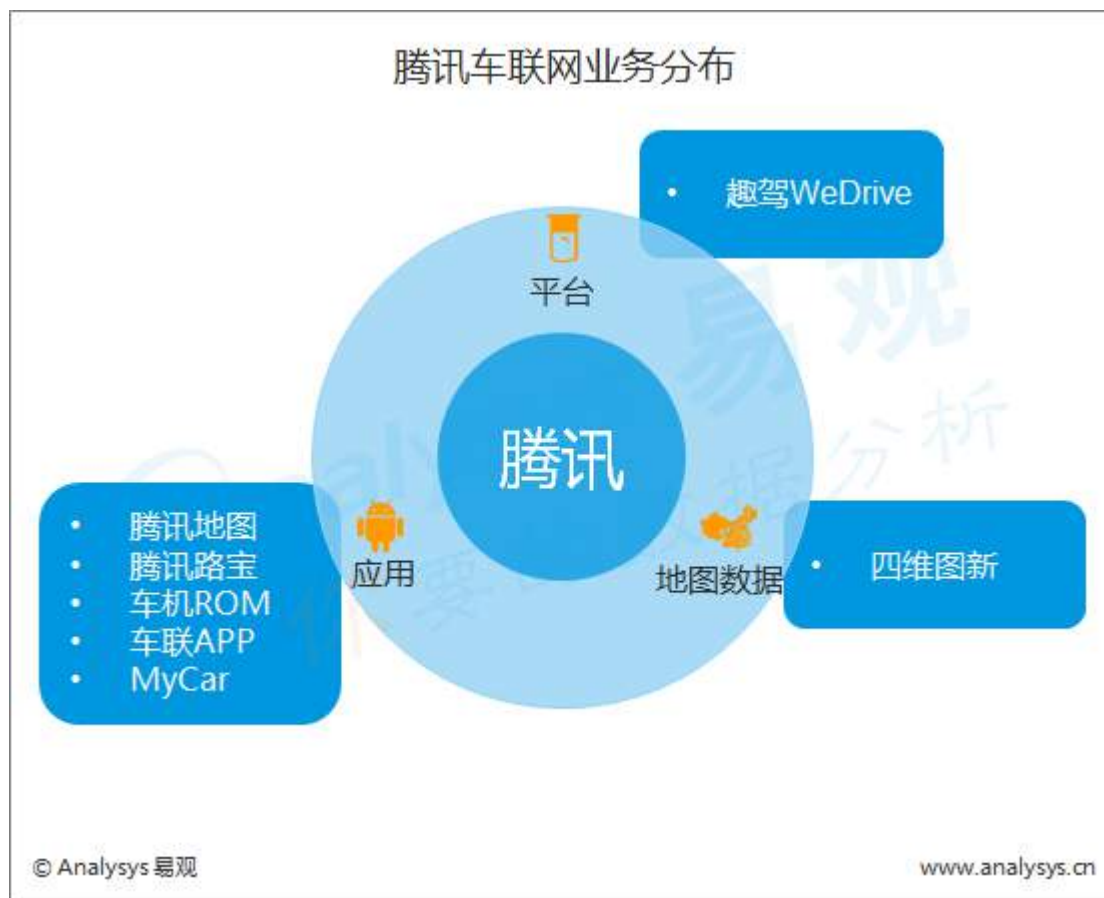 腾讯车联网业务分布
• 趣驾WeDrive
平台
腾讯
• 腾讯地图
• 腾讯路宝
• 车机ROM
• 车联APP
• MyCar
应用
地图数据
• 四维图新
易观
© Analysys 易观
www.analysys.cn